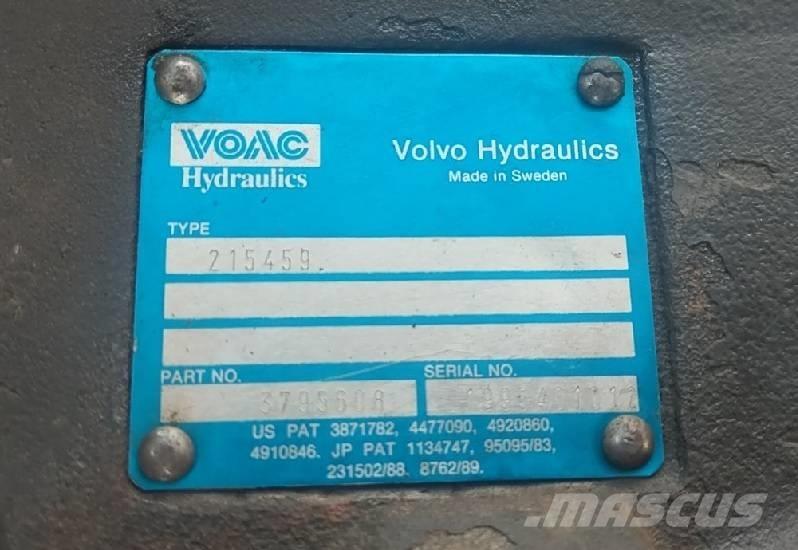 VOAC
Hydraulics
Volvo Hydraulics
Made in Sweden
TYPE
215459.
PART NO.
3795608
SERIAL NO.
US PAT 3871782, 4477090, 4920860,
4910846. JP PAT 1134747, 95095/83,
231502/88. 8762/89.
MASCUS